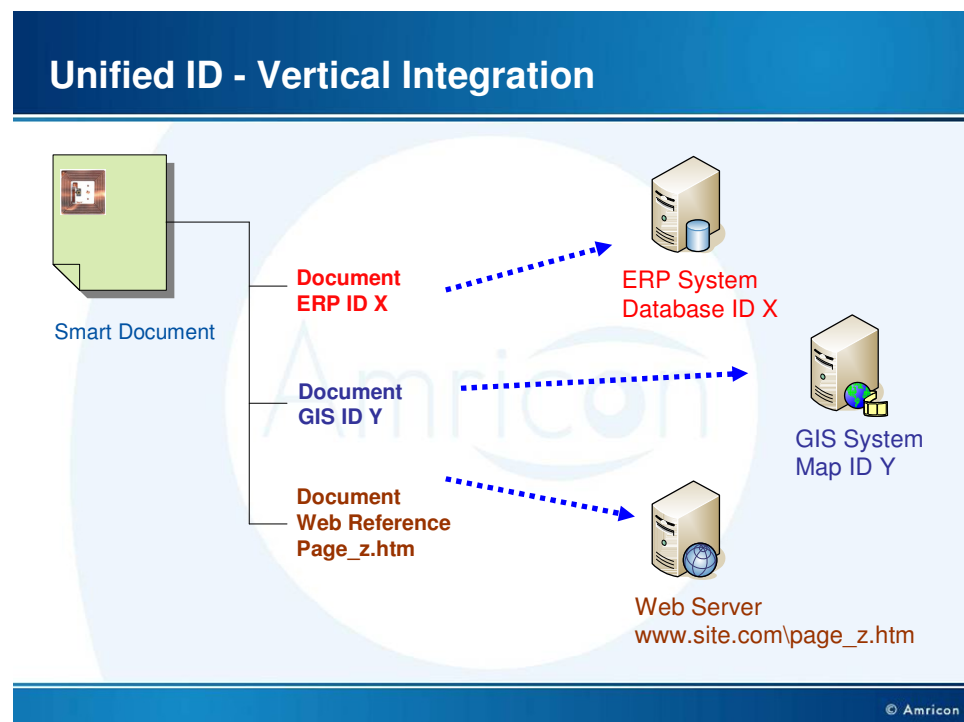 Unified ID - Vertical Integration
Smart Document
Document
ERP ID X
ERP System
Database ID X
Document
GIS ID Y
GIS System
Map ID Y
Document
Web Reference
Page_z.htm
Web Server
www.site.com\page_z.htm
Amricon
© Amricon